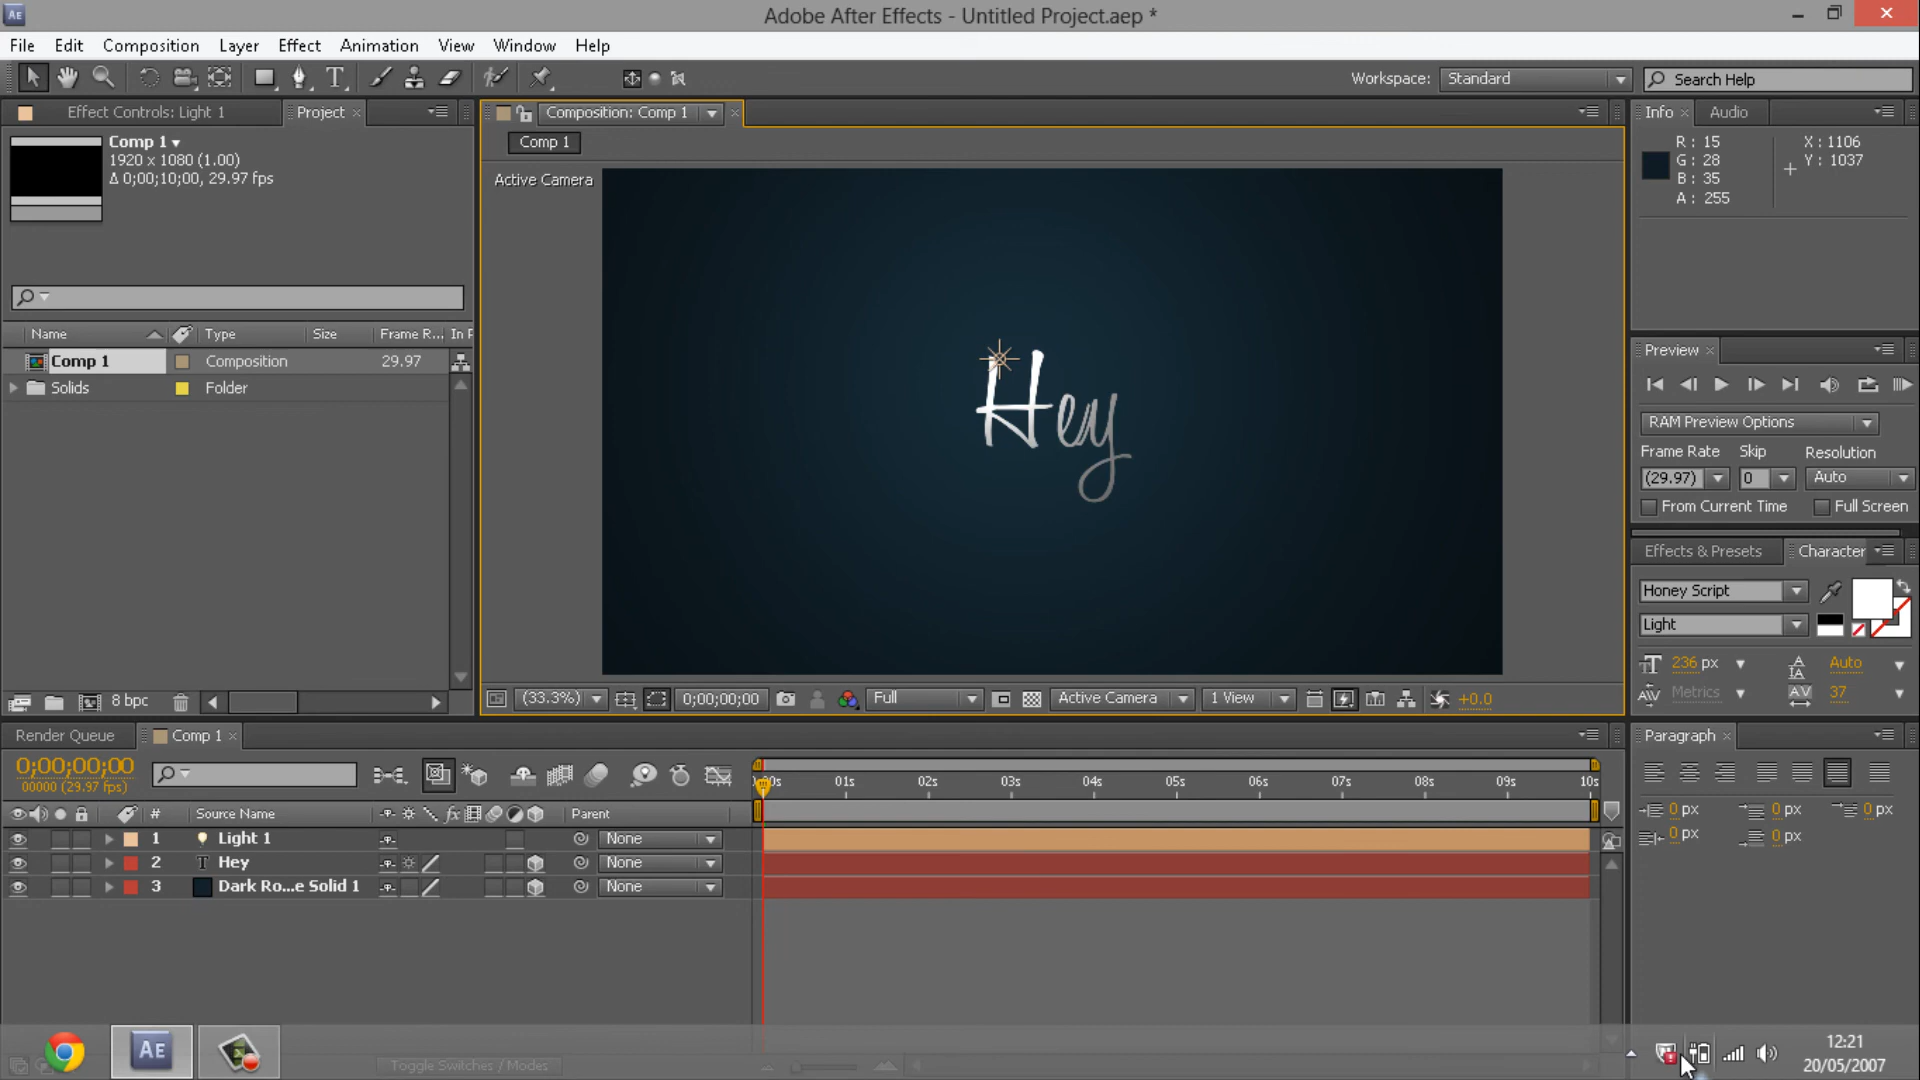 Adobe After Effects - Untitled Project.aep *
File Edit Composition Layer Effect Animation View Window Help
Workspace: Standard Search Help
Effect Controls: Light 1 Project
Comp 1
1920 x 1080 (1.00)
Δ 0;00;10;00, 29.97 fps
Name Type Size Frame R... In P
Comp 1 Composition 29.97
Solids Folder
8 bpc
Composition: Comp 1
Comp 1
Active Camera
Hey
(33.3%) 0;00;00;00 Full Active Camera 1 View +0.0
Info Audio
R : 15 X : 1106
G : 28 Y : 1037
B : 35
A : 255
Preview
RAM Preview Options
Frame Rate Skip Resolution
(29.97) 0 Auto
From Current Time Full Screen
Effects & Presets Character
Honey Script
Light
236 px Auto
Metrics 37
Paragraph
0 px 0 px 0 px
0 px 0 px
Render Queue Comp 1
0;00;00;00
00000 (29.97 fps)
01s 02s 03s 04s 05s 06s 07s 08s 09s 10s
# Source Name fx Parent
1 Light 1 None
2 T Hey None
3 Dark Ro...e Solid 1 None
Toggle Switches / Modes
12:21
20/05/2007